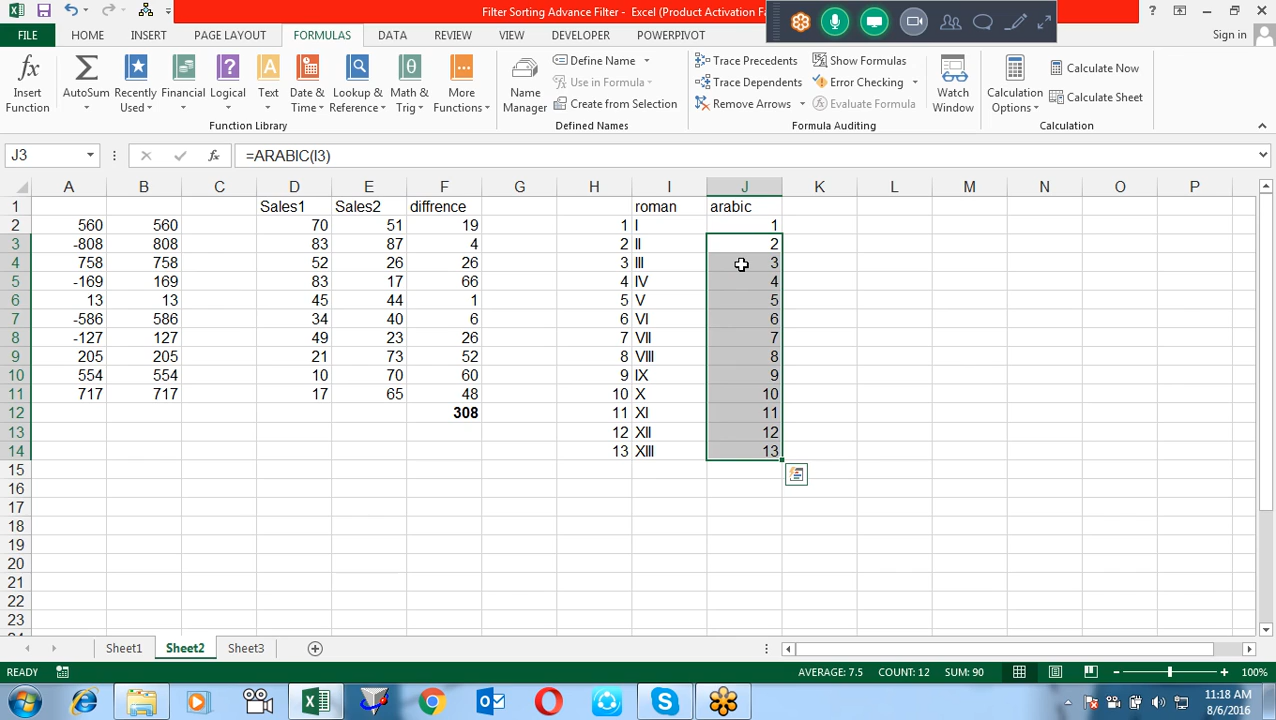 Filter Sorting Advance Filter - Excel (Product Activation Fa
? 
Sign in
FILE HOME INSERT PAGE LAYOUT FORMULAS DATA REVIEW VIEW DEVELOPER POWERPIVOT
Insert Function
AutoSum
Recently Used
Financial
Logical
Text
Date & Time
Lookup & Reference
Math & Trig
More Functions
Function Library
Name Manager
Define Name
Use in Formula
Create from Selection
Defined Names
Trace Precedents
Trace Dependents
Remove Arrows
Show Formulas
Error Checking
Evaluate Formula
Formula Auditing
Watch Window
Calculation Options
Calculate Now
Calculate Sheet
Calculation
J3 fx =ARABIC(I3)
A B C D E F G H I J K L M N O P
1 Sales1 Sales2 diffrence roman arabic
2 560 560 70 51 19 1 I 1
3 -808 808 83 87 4 2 II 2
4 758 758 52 26 26 3 III 3
5 -169 169 83 17 66 4 IV 4
6 13 13 45 44 1 5 V 5
7 -586 586 34 40 6 6 VI 6
8 -127 127 49 23 26 7 VII 7
9 205 205 21 73 52 8 VIII 8
10 554 554 10 70 60 9 IX 9
11 717 717 17 65 48 10 X 10
12 308 11 XI 11
13 12 XII 12
14 13 XIII 13
15
16
17
18
19
20
21
22
23
Sheet1 Sheet2 Sheet3
READY AVERAGE: 7.5 COUNT: 12 SUM: 90 100%
11:18 AM
8/6/2016